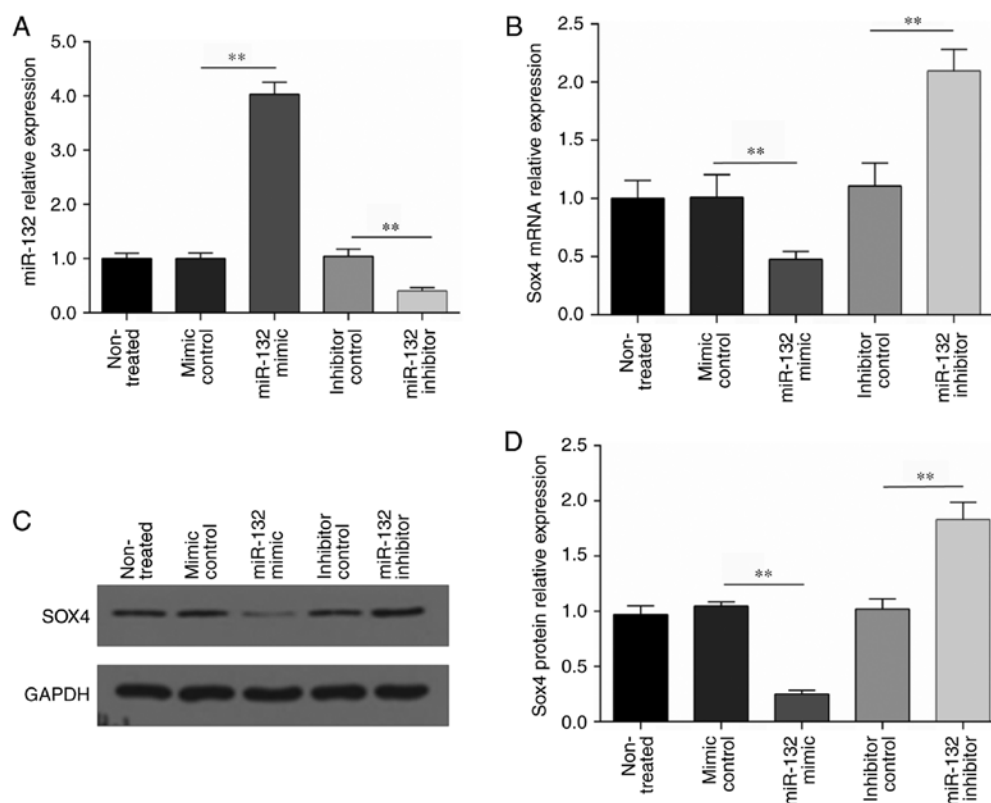 A
miR-132 relative expression
5.0
4.0
3.0
2.0
1.0
0.0
**
**
Non-
treated
Mimic
control
miR-132
mimic
Inhibitor
control
miR-132
inhibitor
B
Sox4 mRNA relative expression
2.5
2.0
1.5
1.0
0.5
0.0
**
**
Non-
treated
Mimic
control
miR-132
mimic
Inhibitor
control
miR-132
inhibitor
C
Non-
treated
Mimic
control
miR-132
mimic
Inhibitor
control
miR-132
inhibitor
SOX4
GAPDH
D
Sox4 protein relative expression
2.5
2.0
1.5
1.0
0.5
0.0
**
**
Non-
treated
Mimic
control
miR-132
mimic
Inhibitor
control
miR-132
inhibitor